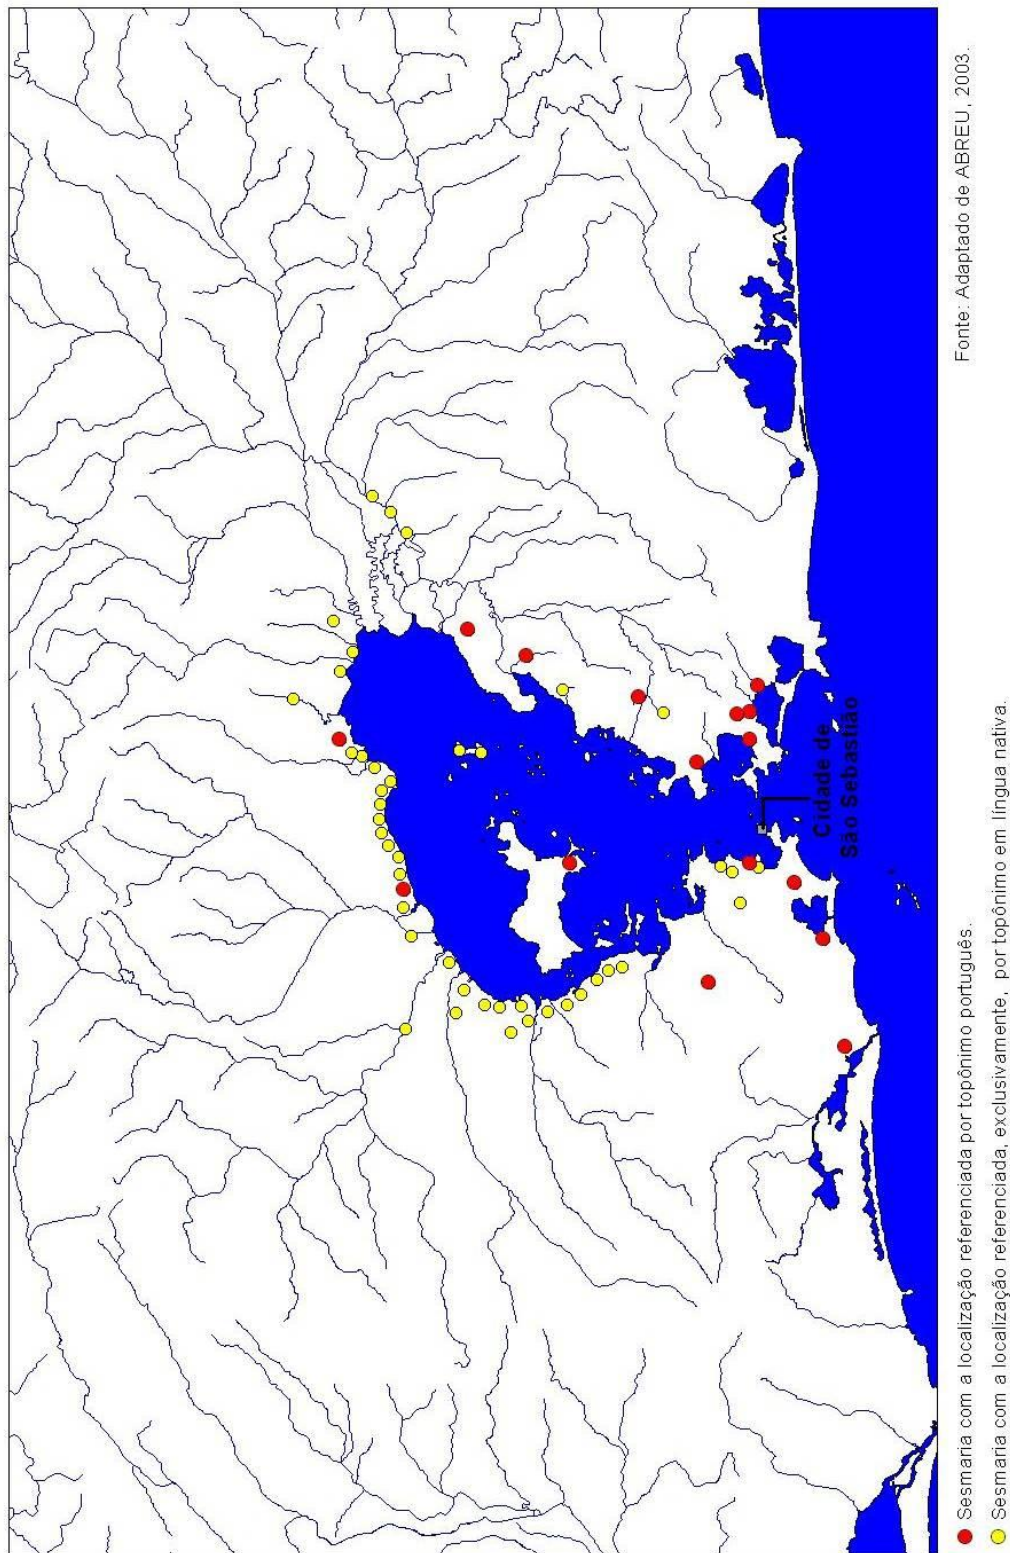 Cidade de
São Sebastião
Sesmaria com a localização referenciada por topônimo português.
Fonte: Adaptado de ABREU, 2003.
Sesmaria com a localização referenciada, exclusivamente, por topônimo em língua nativa.